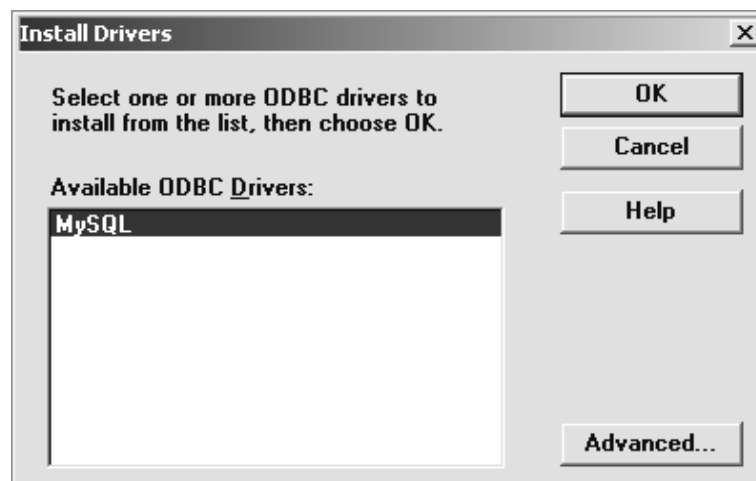 Install Drivers
Select one or more ODBC drivers to
install from the list, then choose OK.
OK
Cancel
Available ODBC Drivers:
Help
MySQL
Advanced...